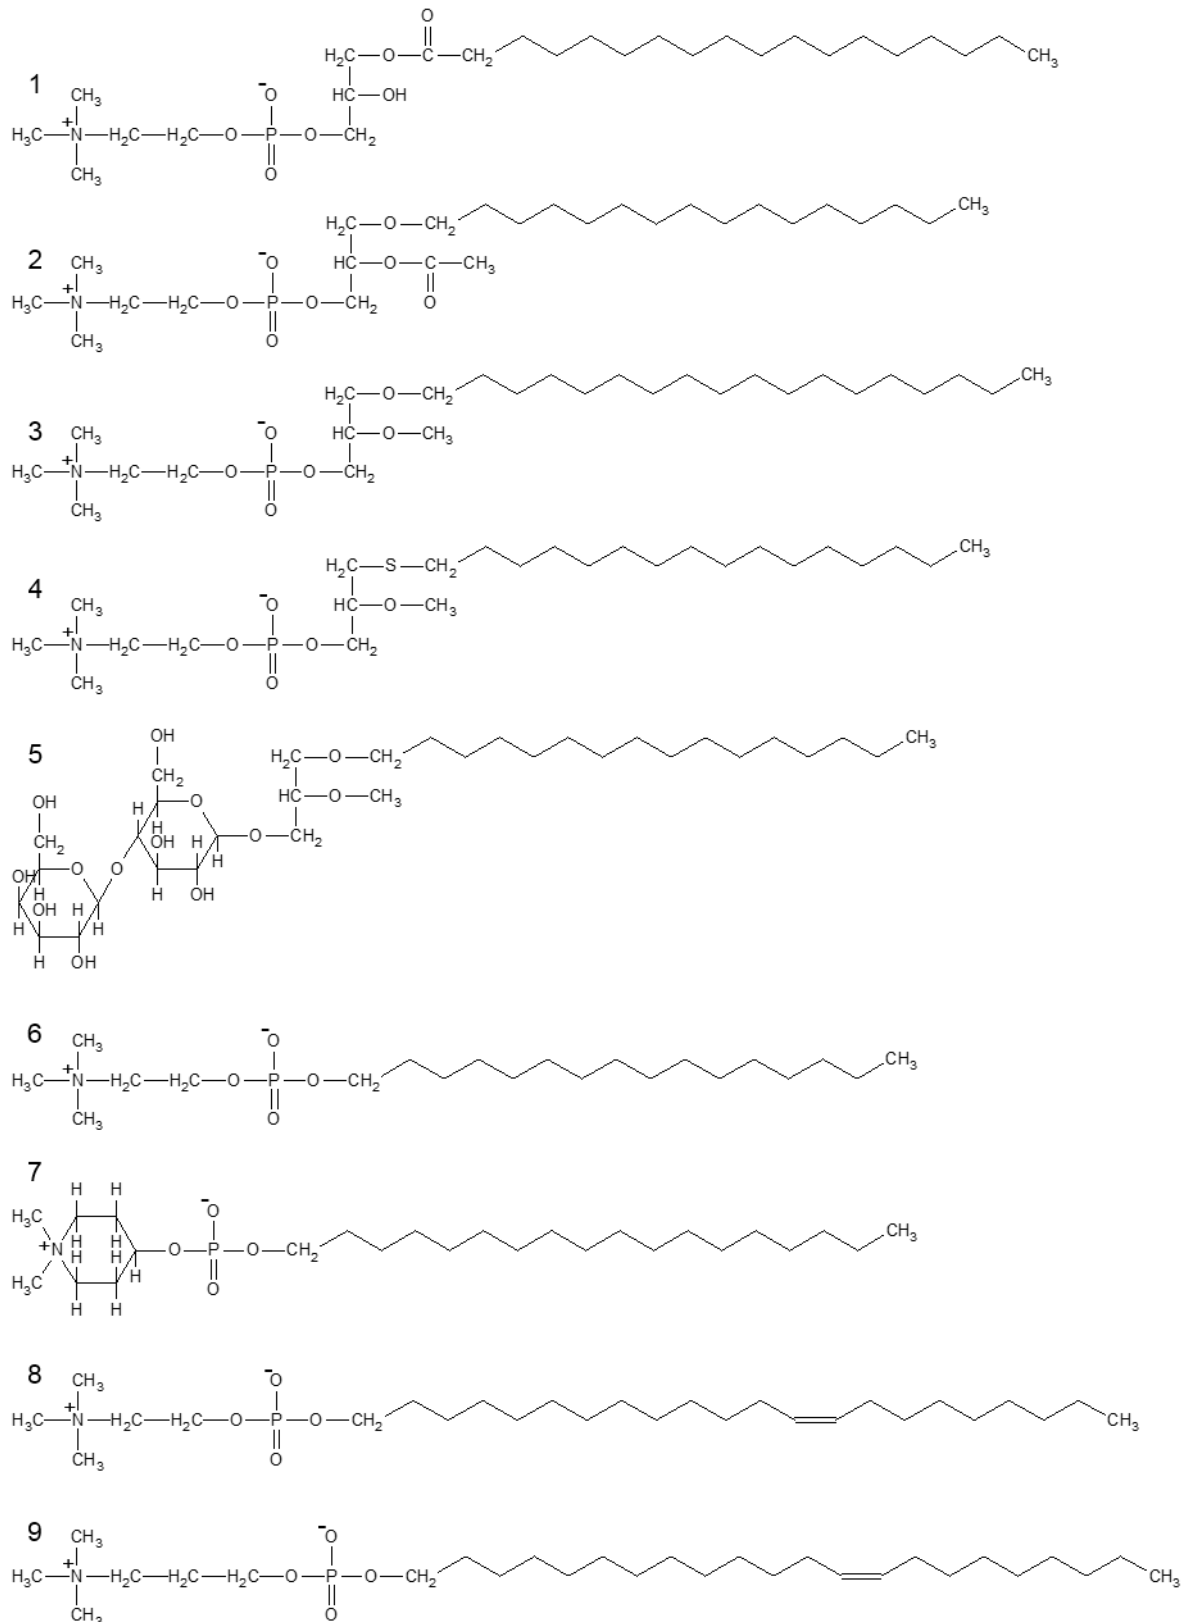 O
H2C—O—C—CH2 CH3
1
CH3 -O HC—OH
H3C—N+—H2C—H2C—O—P—O—CH2
CH3 O
H2C—O—CH2 CH3
2
CH3 -O HC—O—C—CH3
H3C—N+—H2C—H2C—O—P—O—CH2 O
CH3 O
H2C—O—CH2 CH3
3
CH3 -O HC—O—CH3
H3C—N+—H2C—H2C—O—P—O—CH2
CH3 O
H2C—S—CH2 CH3
4
CH3 -O HC—O—CH3
H3C—N+—H2C—H2C—O—P—O—CH2
CH3 O
OH
5
H2C—O—CH2 CH3
CH2
OH H O HC—O—CH3
H
CH2 OH H O—CH2
O O H
OH H H OH
OH H H
H
H OH
6
CH3 -O
H3C—N+—H2C—H2C—O—P—O—CH2 CH3
CH3 O
7
H H
H3C -O CH3
H H
N+ O—P—O—CH2
H H H
H3C O
H H
8
CH3 -O
H3C—N+—H2C—H2C—O—P—O—CH2 CH3
CH3 O
9
CH3 -O
H3C—N+—H2C—H2C—H2C—O—P—O—CH2 CH3
CH3 O